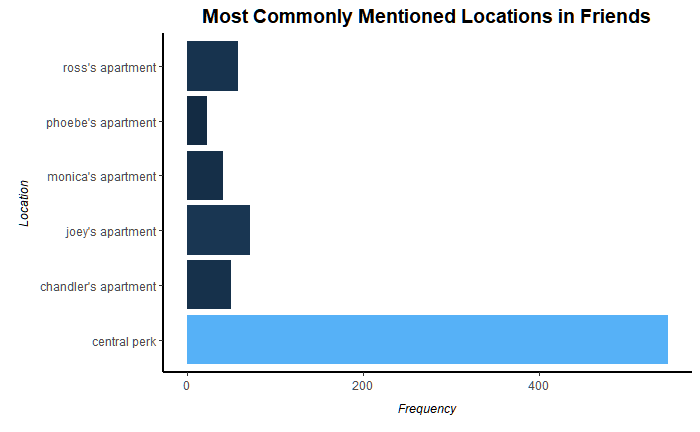 Most Commonly Mentioned Locations in Friends
ross's apartment
phoebe's apartment
monica's apartment
joey's apartment
chandler's apartment
central perk
Location
0 200 400
Frequency